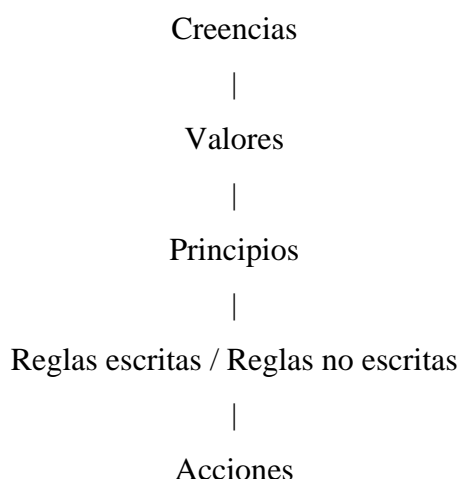 Creencias
|
Valores
|
Principios
|
Reglas escritas / Reglas no escritas
|
Acciones